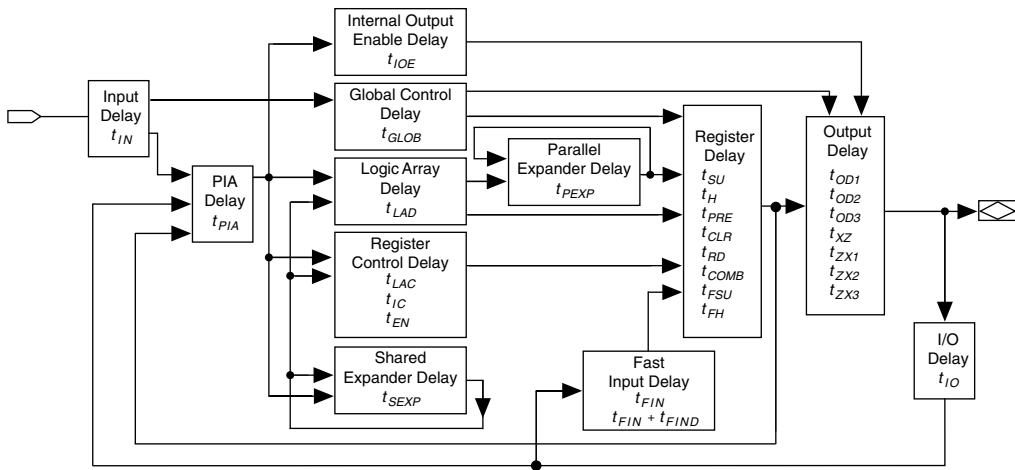 Internal Output
Enable Delay
tIOE
Input
Delay
tIN
Global Control
Delay
tGLOB
PIA
Delay
tPIA
Logic Array
Delay
tLAD
Parallel
Expander Delay
tPEXP
Register
Control Delay
tLAC
tIC
tEN
Shared
Expander Delay
tSEXP
Fast
Input Delay
tFIN
tFIN + tFIND
Register
Delay
tSU
tH
tPRE
tCLR
tRD
tCOMB
tFSU
tFH
Output
Delay
tOD1
tOD2
tOD3
tXZ
tZX1
tZX2
tZX3
I/O
Delay
tIO